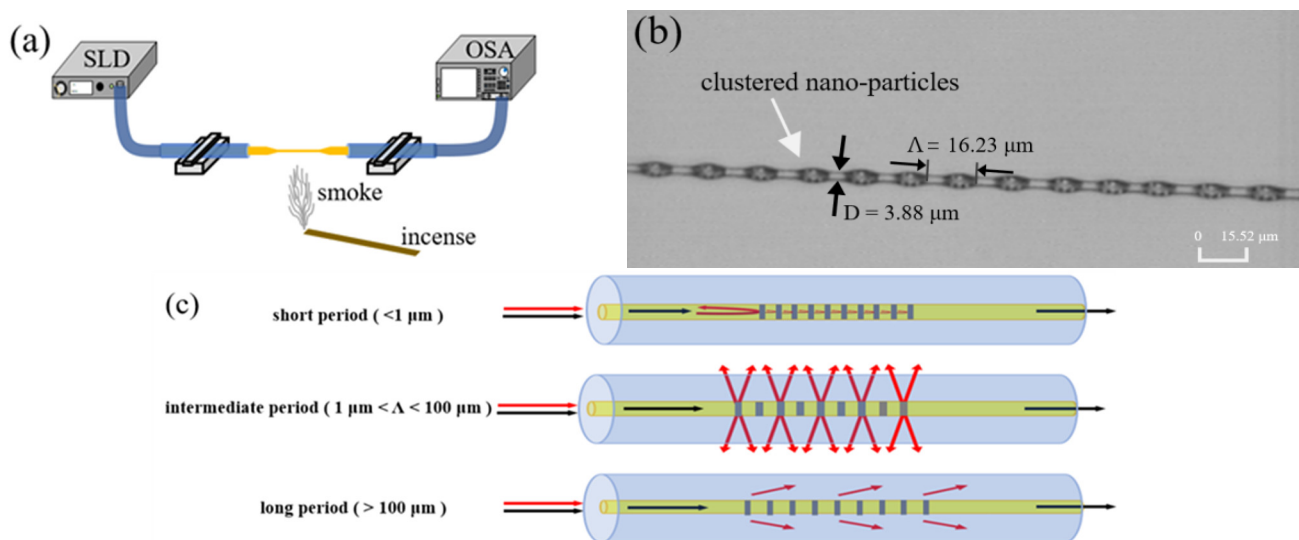 (a)
SLD
OSA
smoke
incense
(b)
clustered nano-particles
Λ = 16.23 μm
D = 3.88 μm
0 15.52 μm
(c)
short period ( <1 μm )
intermediate period ( 1 μm < Λ < 100 μm )
long period ( > 100 μm )